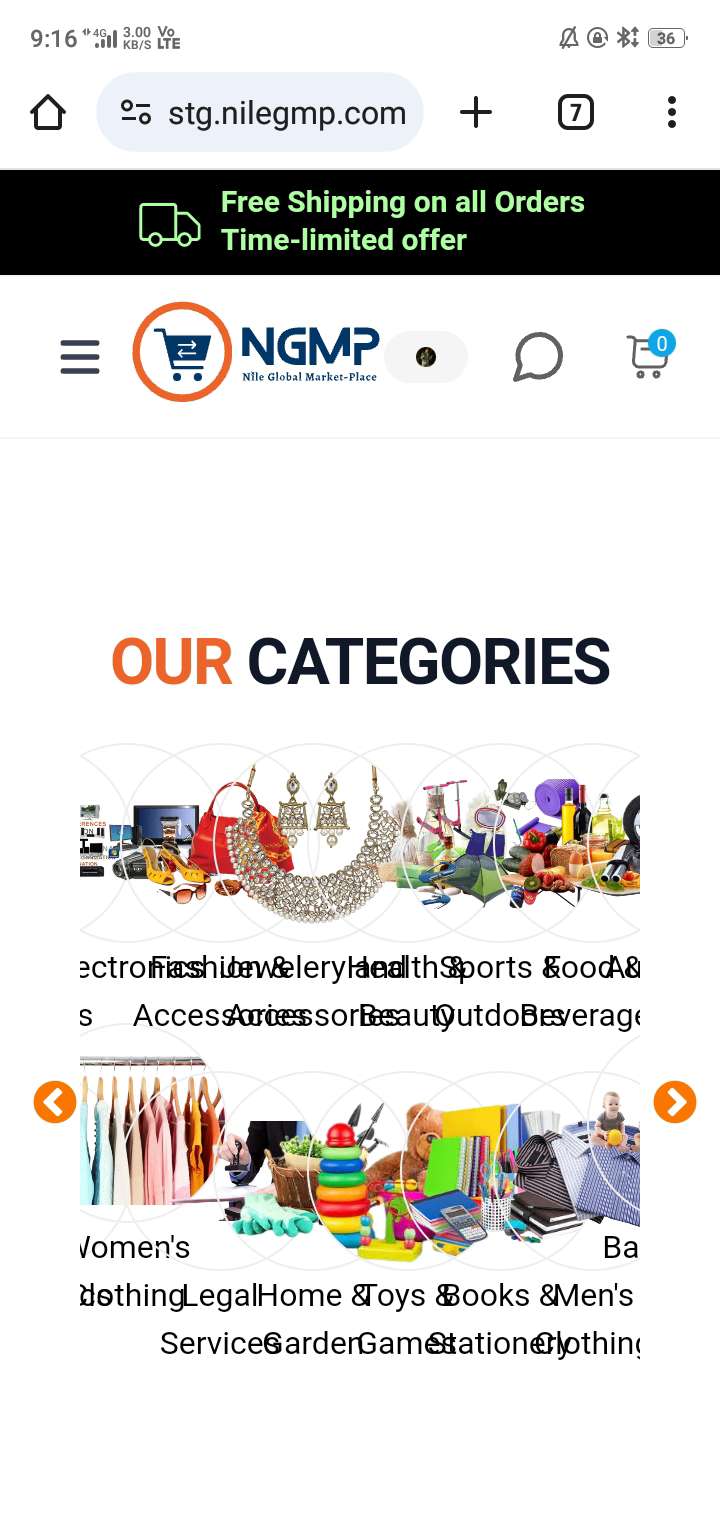 9:16 4G 3.00 KB/S Vo LTE 36
stg.nilegmp.com 7
Free Shipping on all Orders
Time-limited offer
NGMP
Nile Global Market-Place
0
OUR CATEGORIES
ectronics Fashion & Jewelery And Health & Sports & Food & Au
s Accessories Accessories Beauty Outdoors Beverage
Women's Ba
Clothing Legal Home & Toys & Books & Men's
Services Garden Games Stationery Clothing